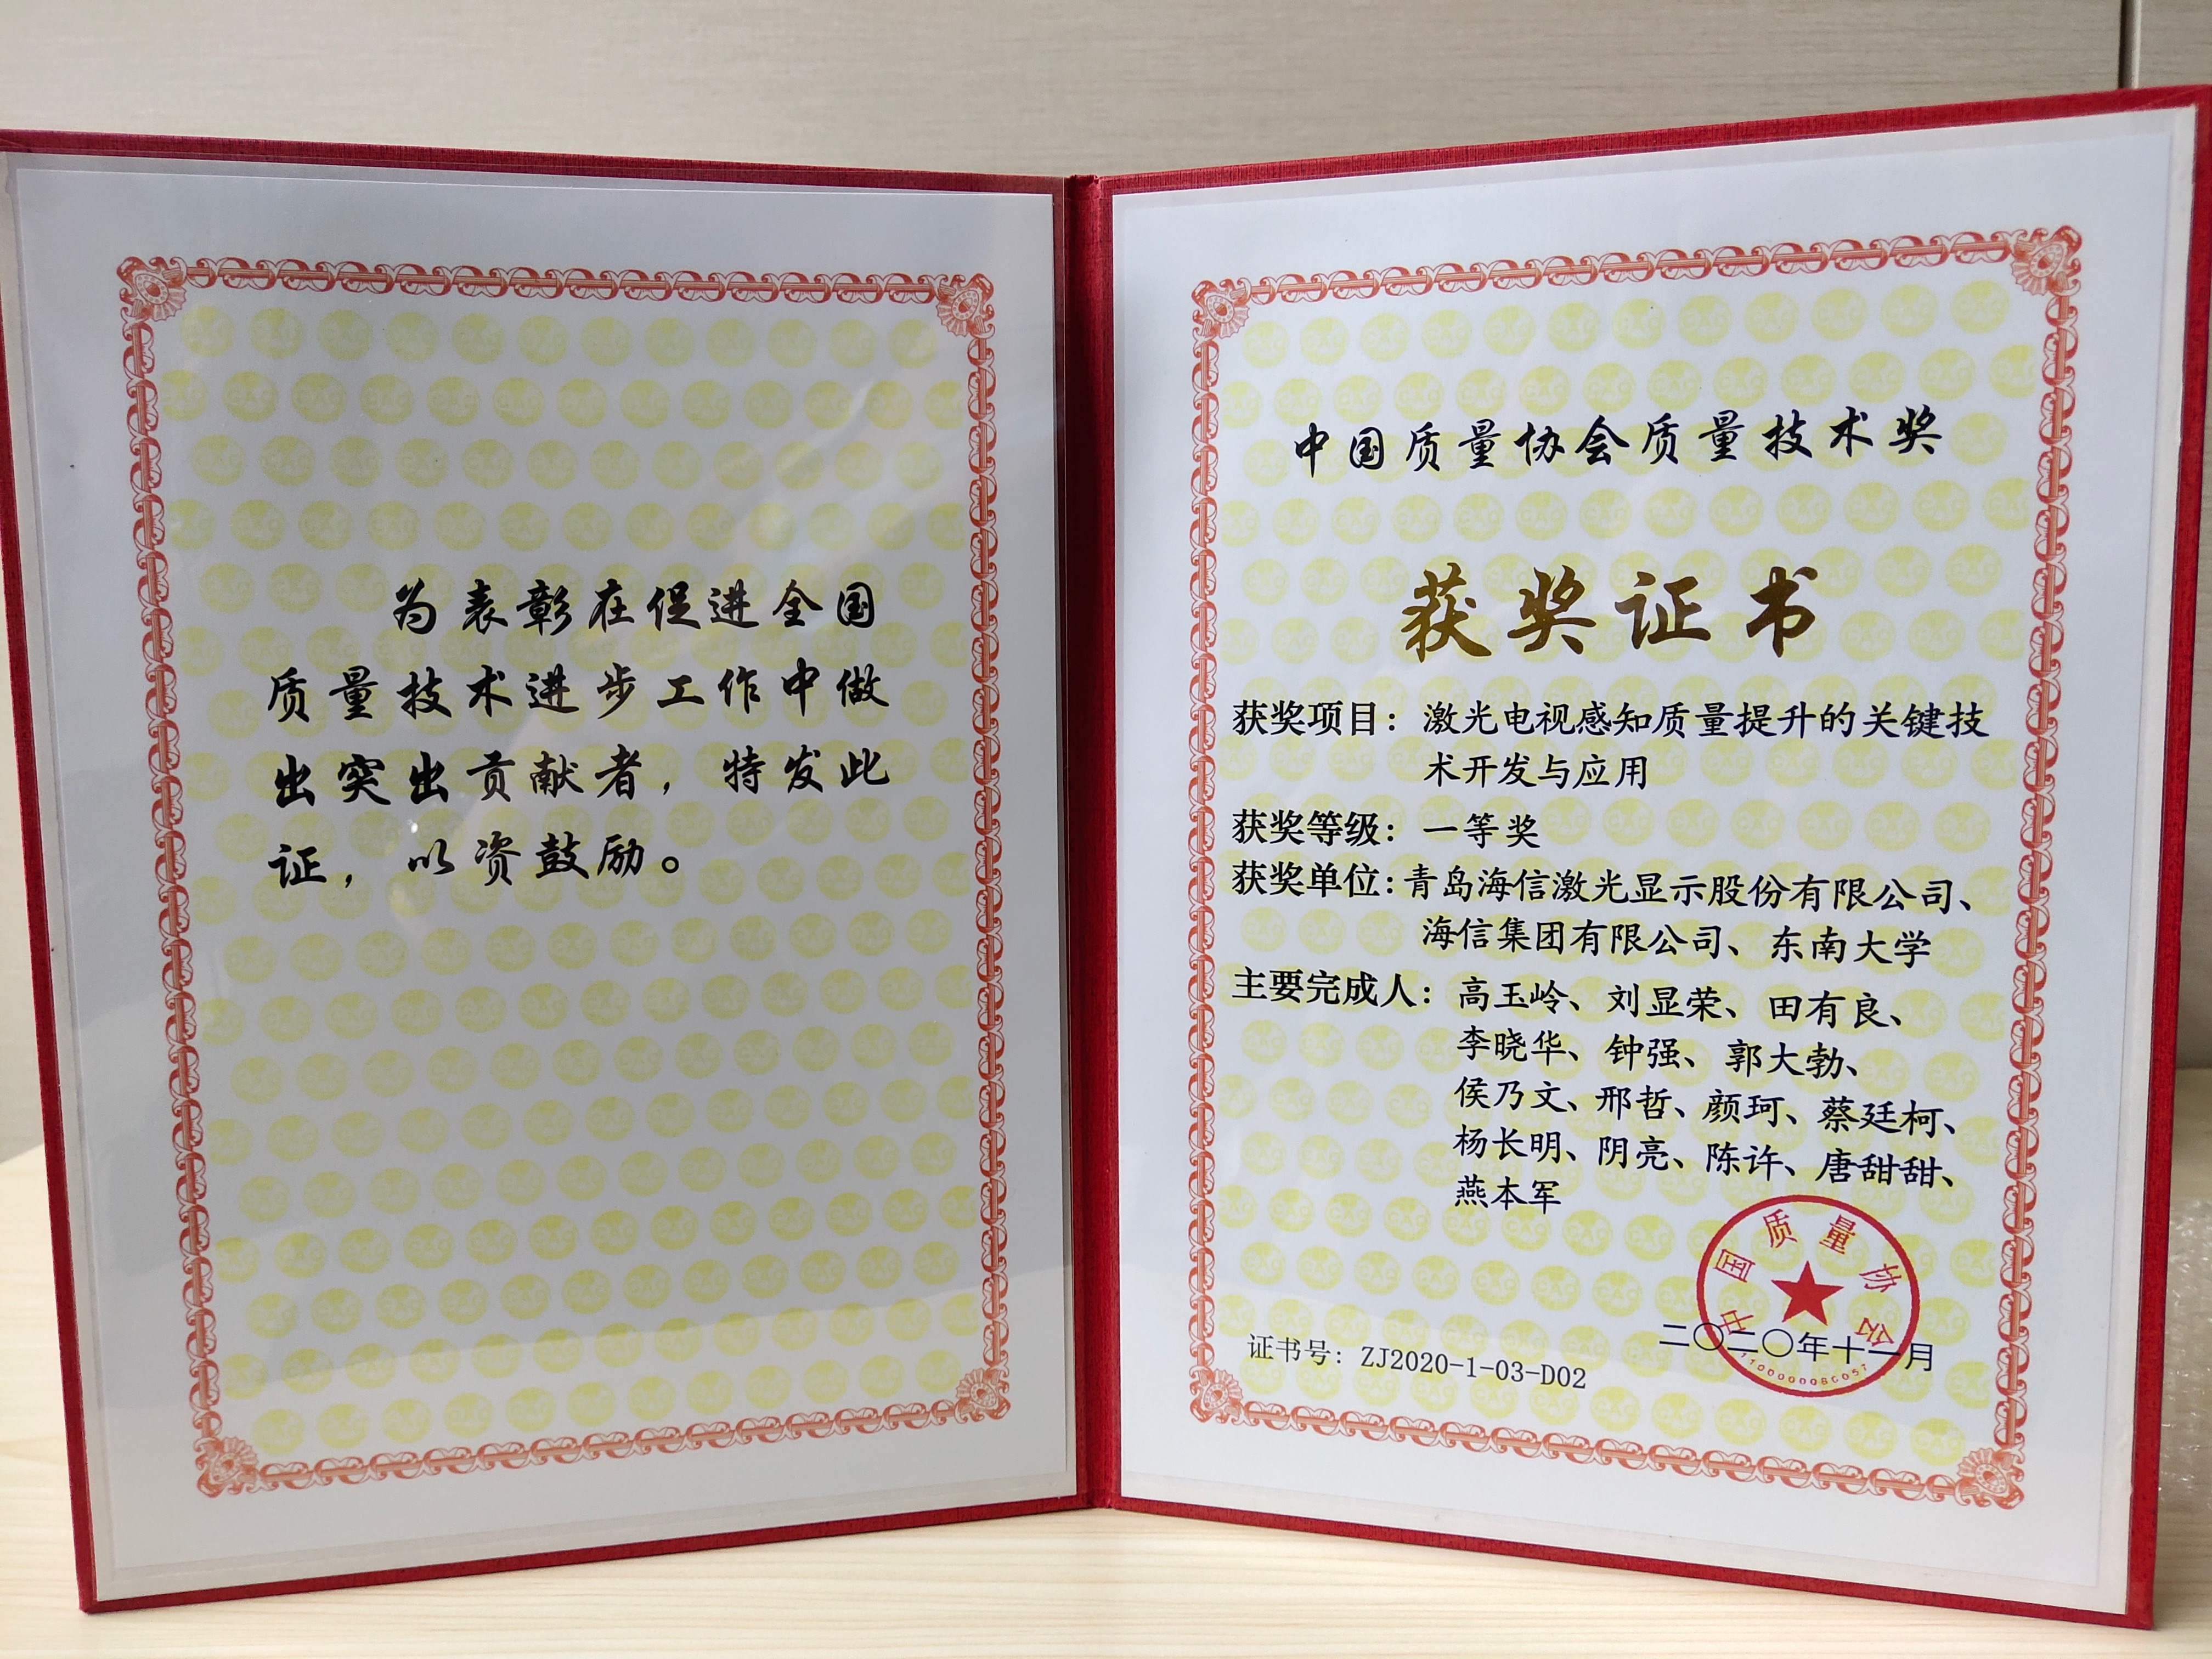 为表彰在促进全国
质量技术进步工作中做
出突出贡献者，特发此
证，以资鼓励。
中国质量协会质量技术奖
获奖证书
获奖项目：激光电视感知质量提升的关键技
术开发与应用
获奖等级：一等奖
获奖单位：青岛海信激光显示股份有限公司、
海信集团有限公司、东南大学
主要完成人：高玉岭、刘显荣、田有良、
李晓华、钟强、郭大勃、
侯乃文、邢哲、颜珂、蔡廷柯、
杨长明、阴亮、陈许、唐甜甜、
燕本军
中国质量协会
二〇二〇年十一月
证书号：ZJ2020-1-03-D02